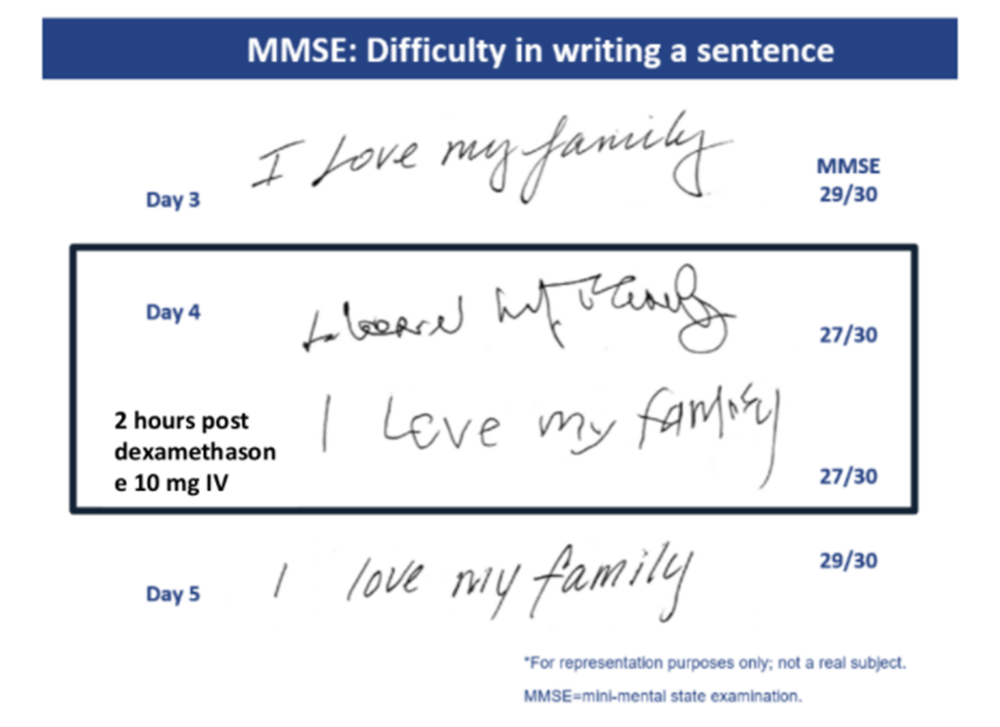 MMSE: Difficulty in writing a sentence
I Love my family
MMSE
Day 3
29/30
Day 4
27/30
I Love my family
2 hours post
dexamethason
e 10 mg IV
27/30
29/30
I love my family
Day 5
*For representation purposes only; not a real subject.
MMSE=mini-mental state examination.